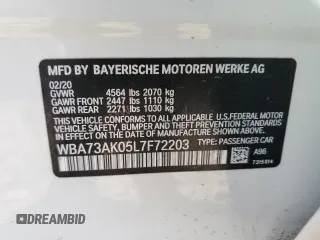 MFD BY BAYERISCHE MOTOREN WERKE AG
02/20
GVWR 4564 lbs 2070 kg
GAWR FRONT 2447 lbs 1110 kg
GAWR REAR 2271 lbs 1030 kg
THIS VEHICLE CONFORMS TO ALL APPLICABLE U.S. FEDERAL MOTOR
VEHICLE SAFETY, BUMPER, AND THEFT PREVENTION STANDARDS
IN EFFECT ON THE DATE OF MANUFACTURE SHOWN ABOVE.
WBA73AK05L7F72203 TYPE: PASSENGER CAR
A96
DREAMBID
DREAMBID.COM